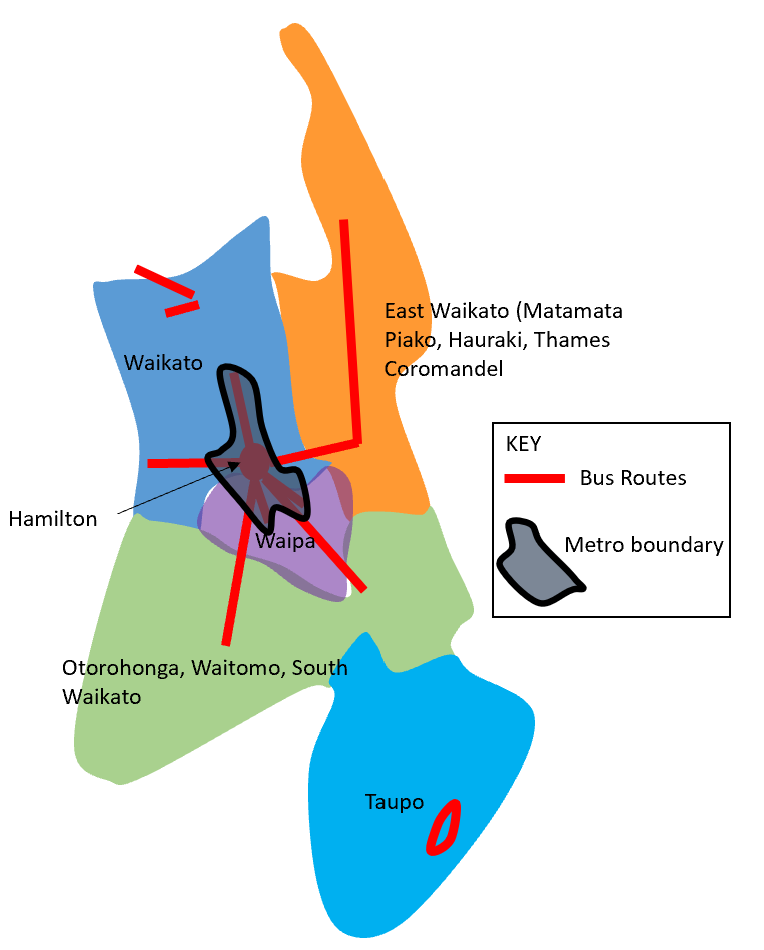 East Waikato (Matamata
Piako, Hauraki, Thames
Coromandel
Waikato
KEY
Bus Routes
Metro boundary
Hamilton
Waipa
Otorohonga, Waitomo, South
Waikato
Taupo